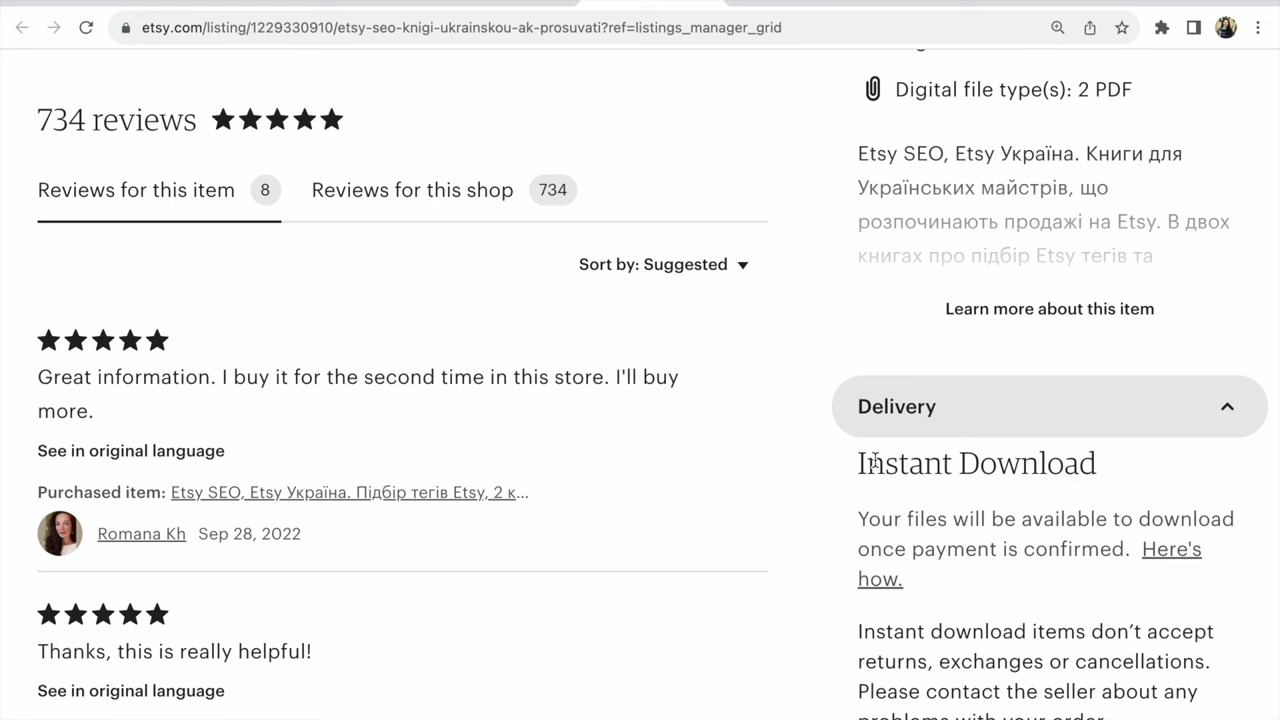 etsy.com/listing/1229330910/etsy-seo-knigi-ukrainskou-ak-prosuvati?ref=listings_manager_grid
734 reviews
Reviews for this item 8
Reviews for this shop 734
Sort by: Suggested
Great information. I buy it for the second time in this store. I'll buy
more.
See in original language
Purchased item: Etsy SEO, Etsy Україна. Підбір тегів Etsy, 2 к...
Romana Kh Sep 28, 2022
Thanks, this is really helpful!
See in original language
Digital file type(s): 2 PDF
Etsy SEO, Etsy Україна. Книги для
Українських майстрів, що
розпочинають продажі на Etsy. В двох
книгах про підбір Etsy тегів та
Learn more about this item
Delivery
Instant Download
Your files will be available to download
once payment is confirmed. Here's
how.
Instant download items don’t accept
returns, exchanges or cancellations.
Please contact the seller about any
problems with your order.